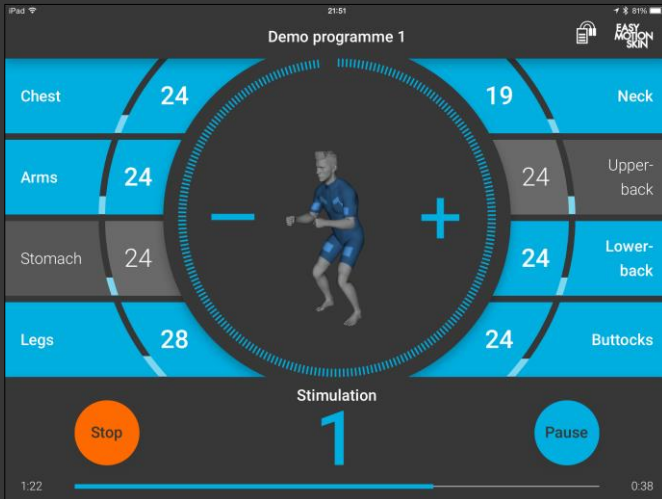 iPad
21:51
81%
Demo programme 1
EASY
MOTION
SKIN
Chest
24
19
Neck
Arms
24
24
Upper-
back
Stomach
24
24
Lower-
back
Legs
28
24
Buttocks
Stimulation
1
Stop
Pause
1:22
0:38